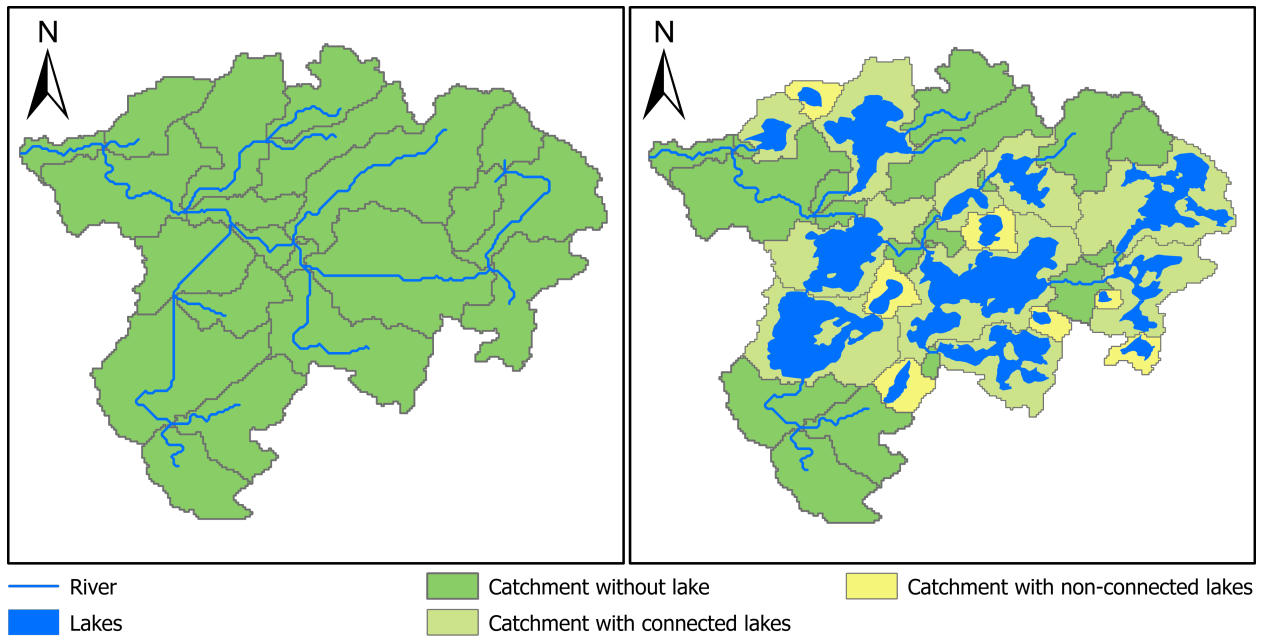 N
N
River
Lakes
Catchment without lake
Catchment with connected lakes
Catchment with non-connected lakes